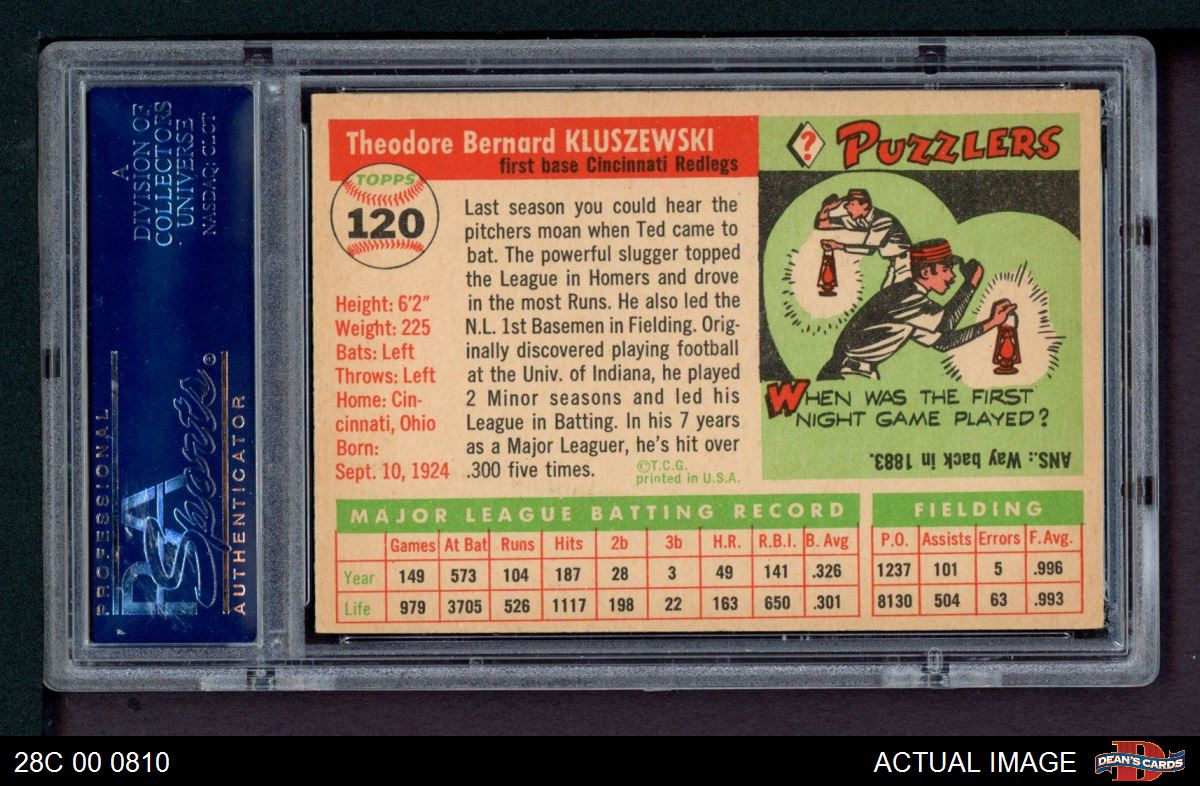 A
DIVISION OF
COLLECTORS
UNIVERSE
NASDAQ: CLCT
PROFESSIONAL
PSA
Sports®
AUTHENTICATOR
Theodore Bernard KLUSZEWSKI
first base Cincinnati Redlegs
TOPPS
120
Height: 6'2"
Weight: 225
Bats: Left
Throws: Left
Home: Cin-
cinnati, Ohio
Born:
Sept. 10, 1924
Last season you could hear the
pitchers moan when Ted came to
bat. The powerful slugger topped
the League in Homers and drove
in the most Runs. He also led the
N.L. 1st Basemen in Fielding. Orig-
inally discovered playing football
at the Univ. of Indiana, he played
2 Minor seasons and led his
League in Batting. In his 7 years
as a Major Leaguer, he's hit over
.300 five times.
©T.C.G.
printed in U.S.A.
? PUZZLERS
WHEN WAS THE FIRST
NIGHT GAME PLAYED?
ANS.: Way back in 1883.
MAJOR LEAGUE BATTING RECORD
Games At Bat Runs Hits 2b 3b H.R. R.B.I. B. Avg
Year 149 573 104 187 28 3 49 141 .326
Life 979 3705 526 1117 198 22 163 650 .301
FIELDING
P.O. Assists Errors F. Avg.
1237 101 5 .996
8130 504 63 .993
28C 00 0810
ACTUAL IMAGE
D
DEAN'S CARDS